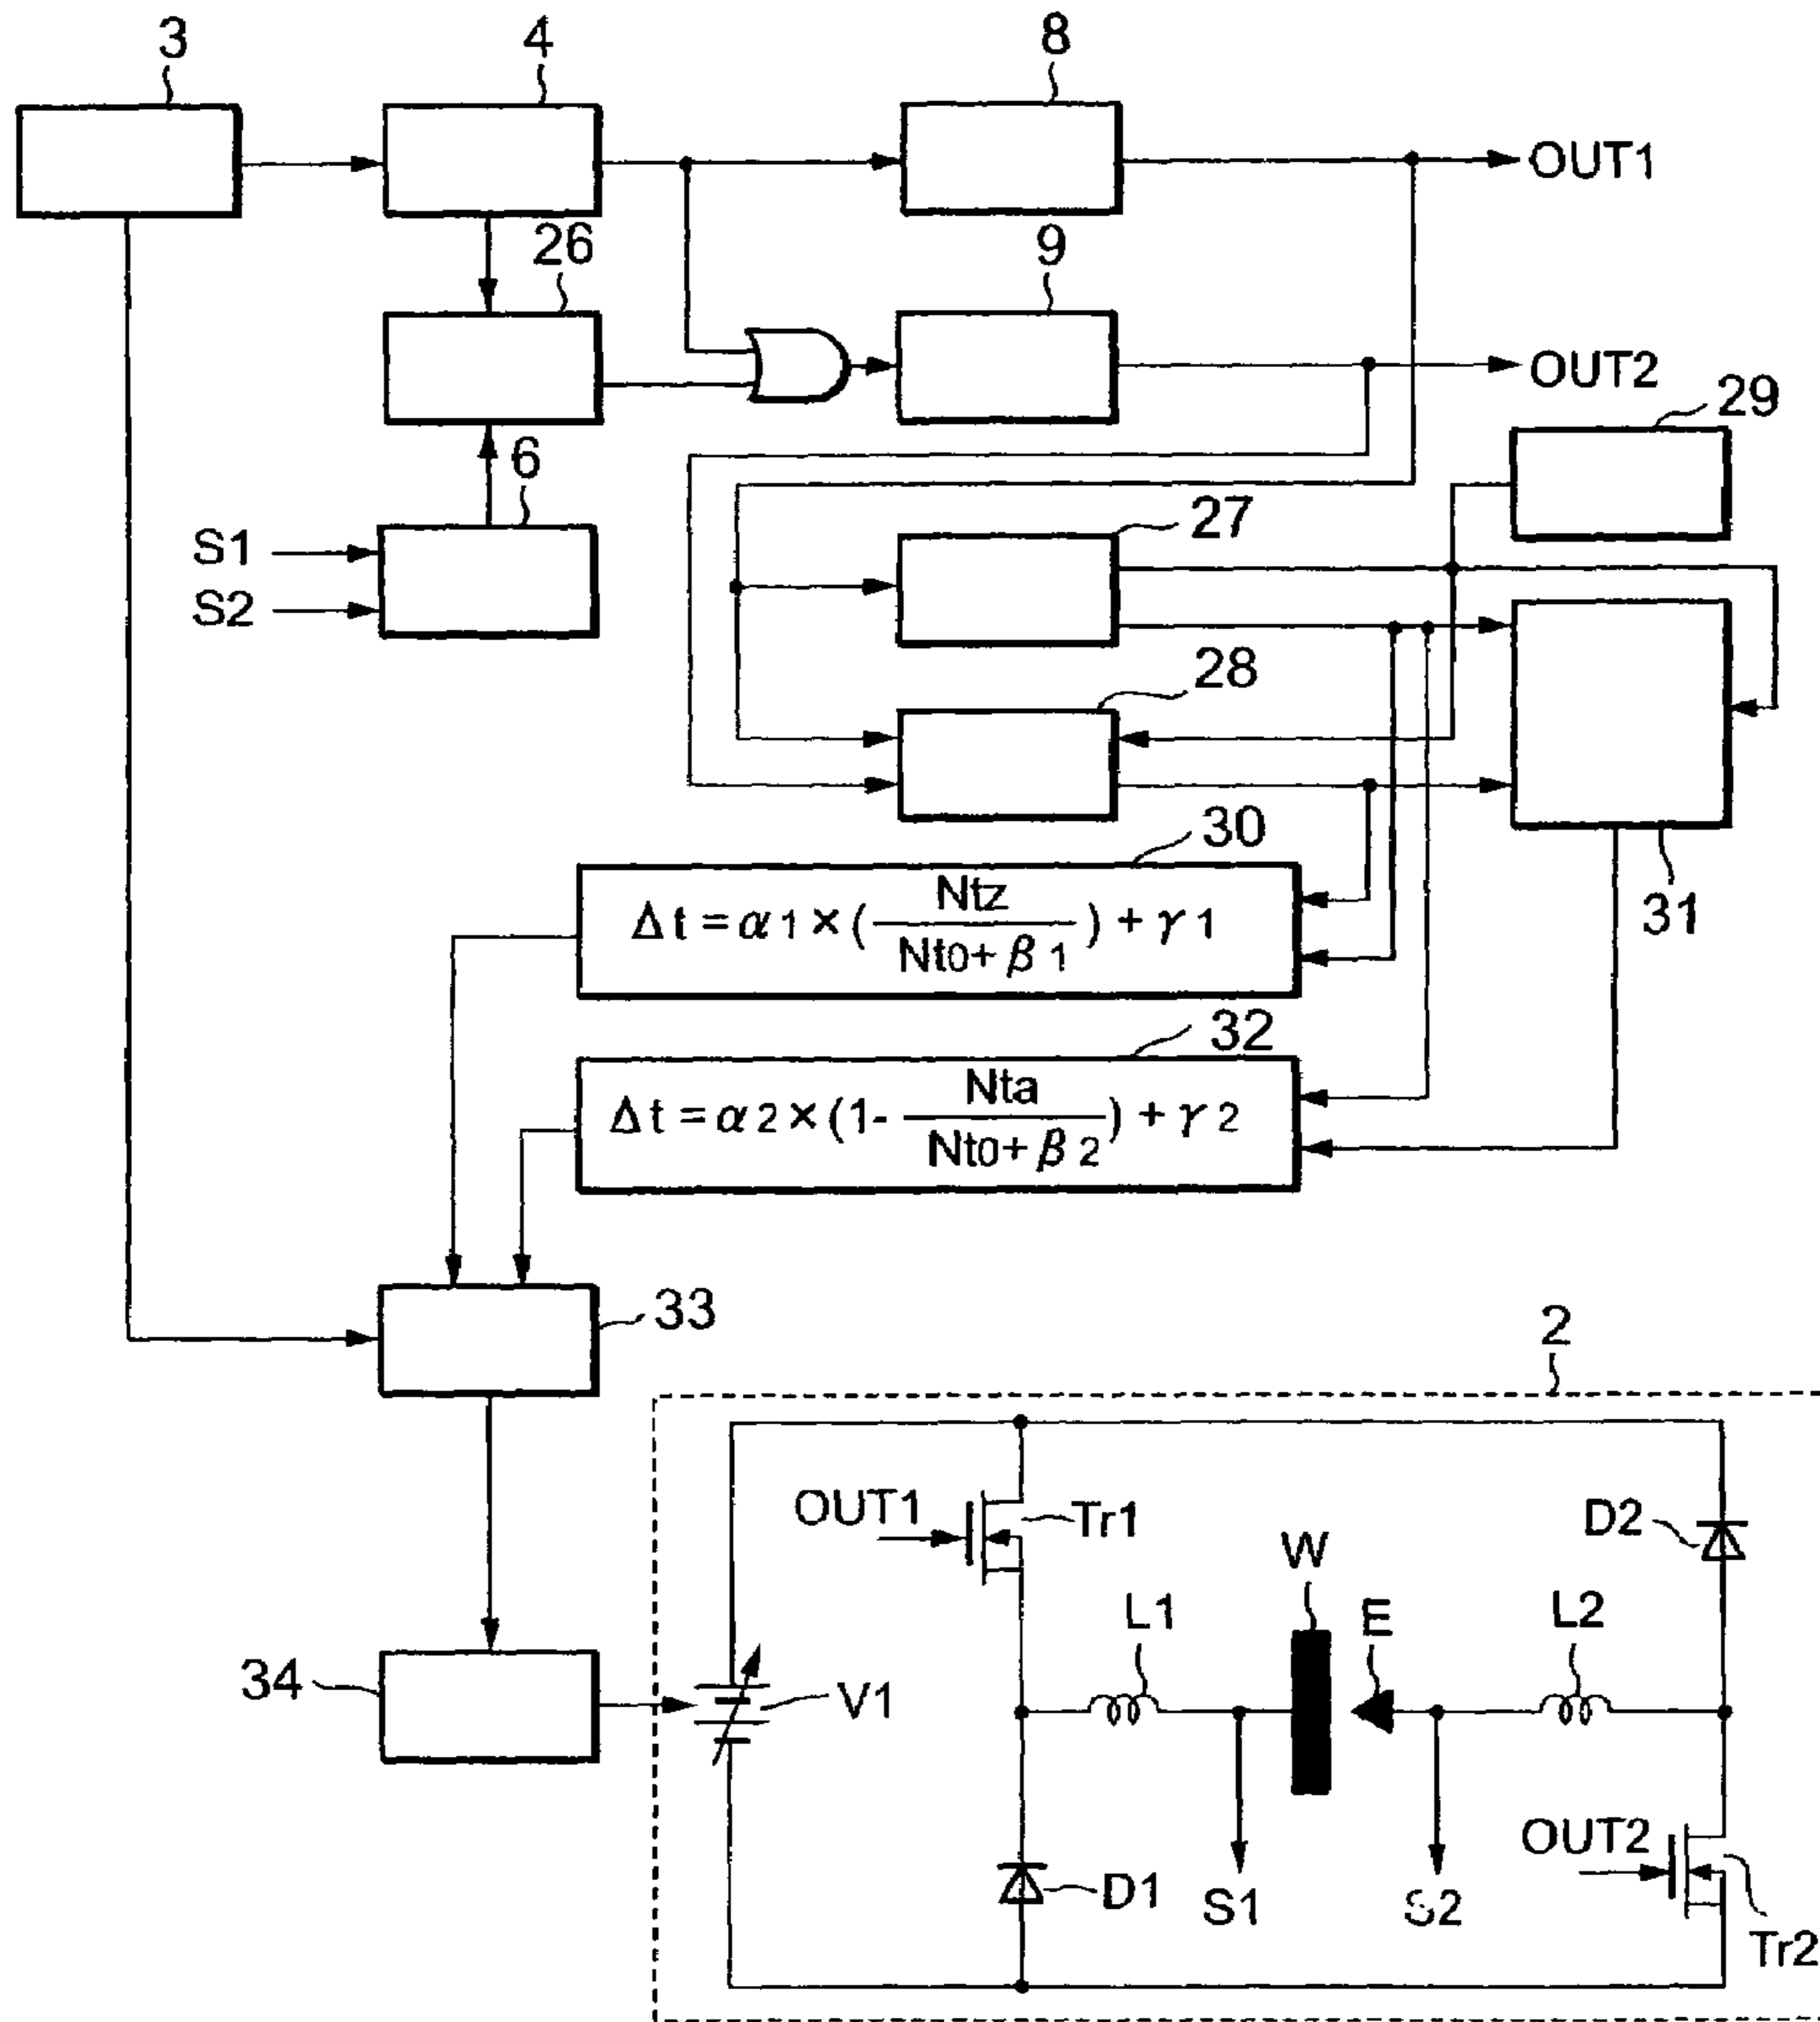 3
4
8
OUT1
26
9
OUT2
29
6
S1
S2
27
28
30
Δt = α1 × (Ntz / Nt0 + β1) + γ1
31
32
Δt = α2 × (1- Nta / Nt0 + β2) + γ2
33
2
OUT1
Tr1
D2
W
L1
E
L2
34
V1
OUT2
D1
S1
S2
Tr2